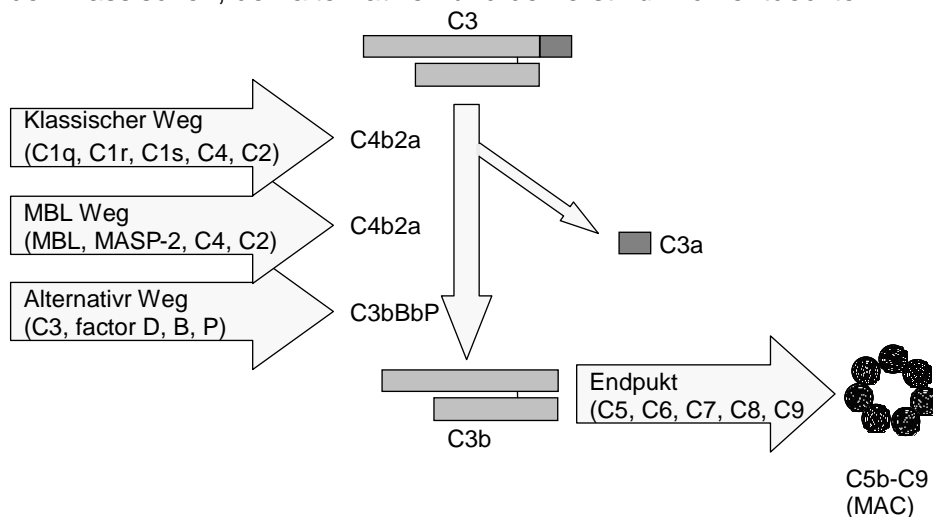 C3
Klassischer Weg
(C1q, C1r, C1s, C4, C2)
C4b2a
MBL Weg
(MBL, MASP-2, C4, C2)
C4b2a
C3a
Alternativr Weg
(C3, factor D, B, P)
C3bBbP
Endpukt
(C5, C6, C7, C8, C9
C3b
C5b-C9
(MAC)